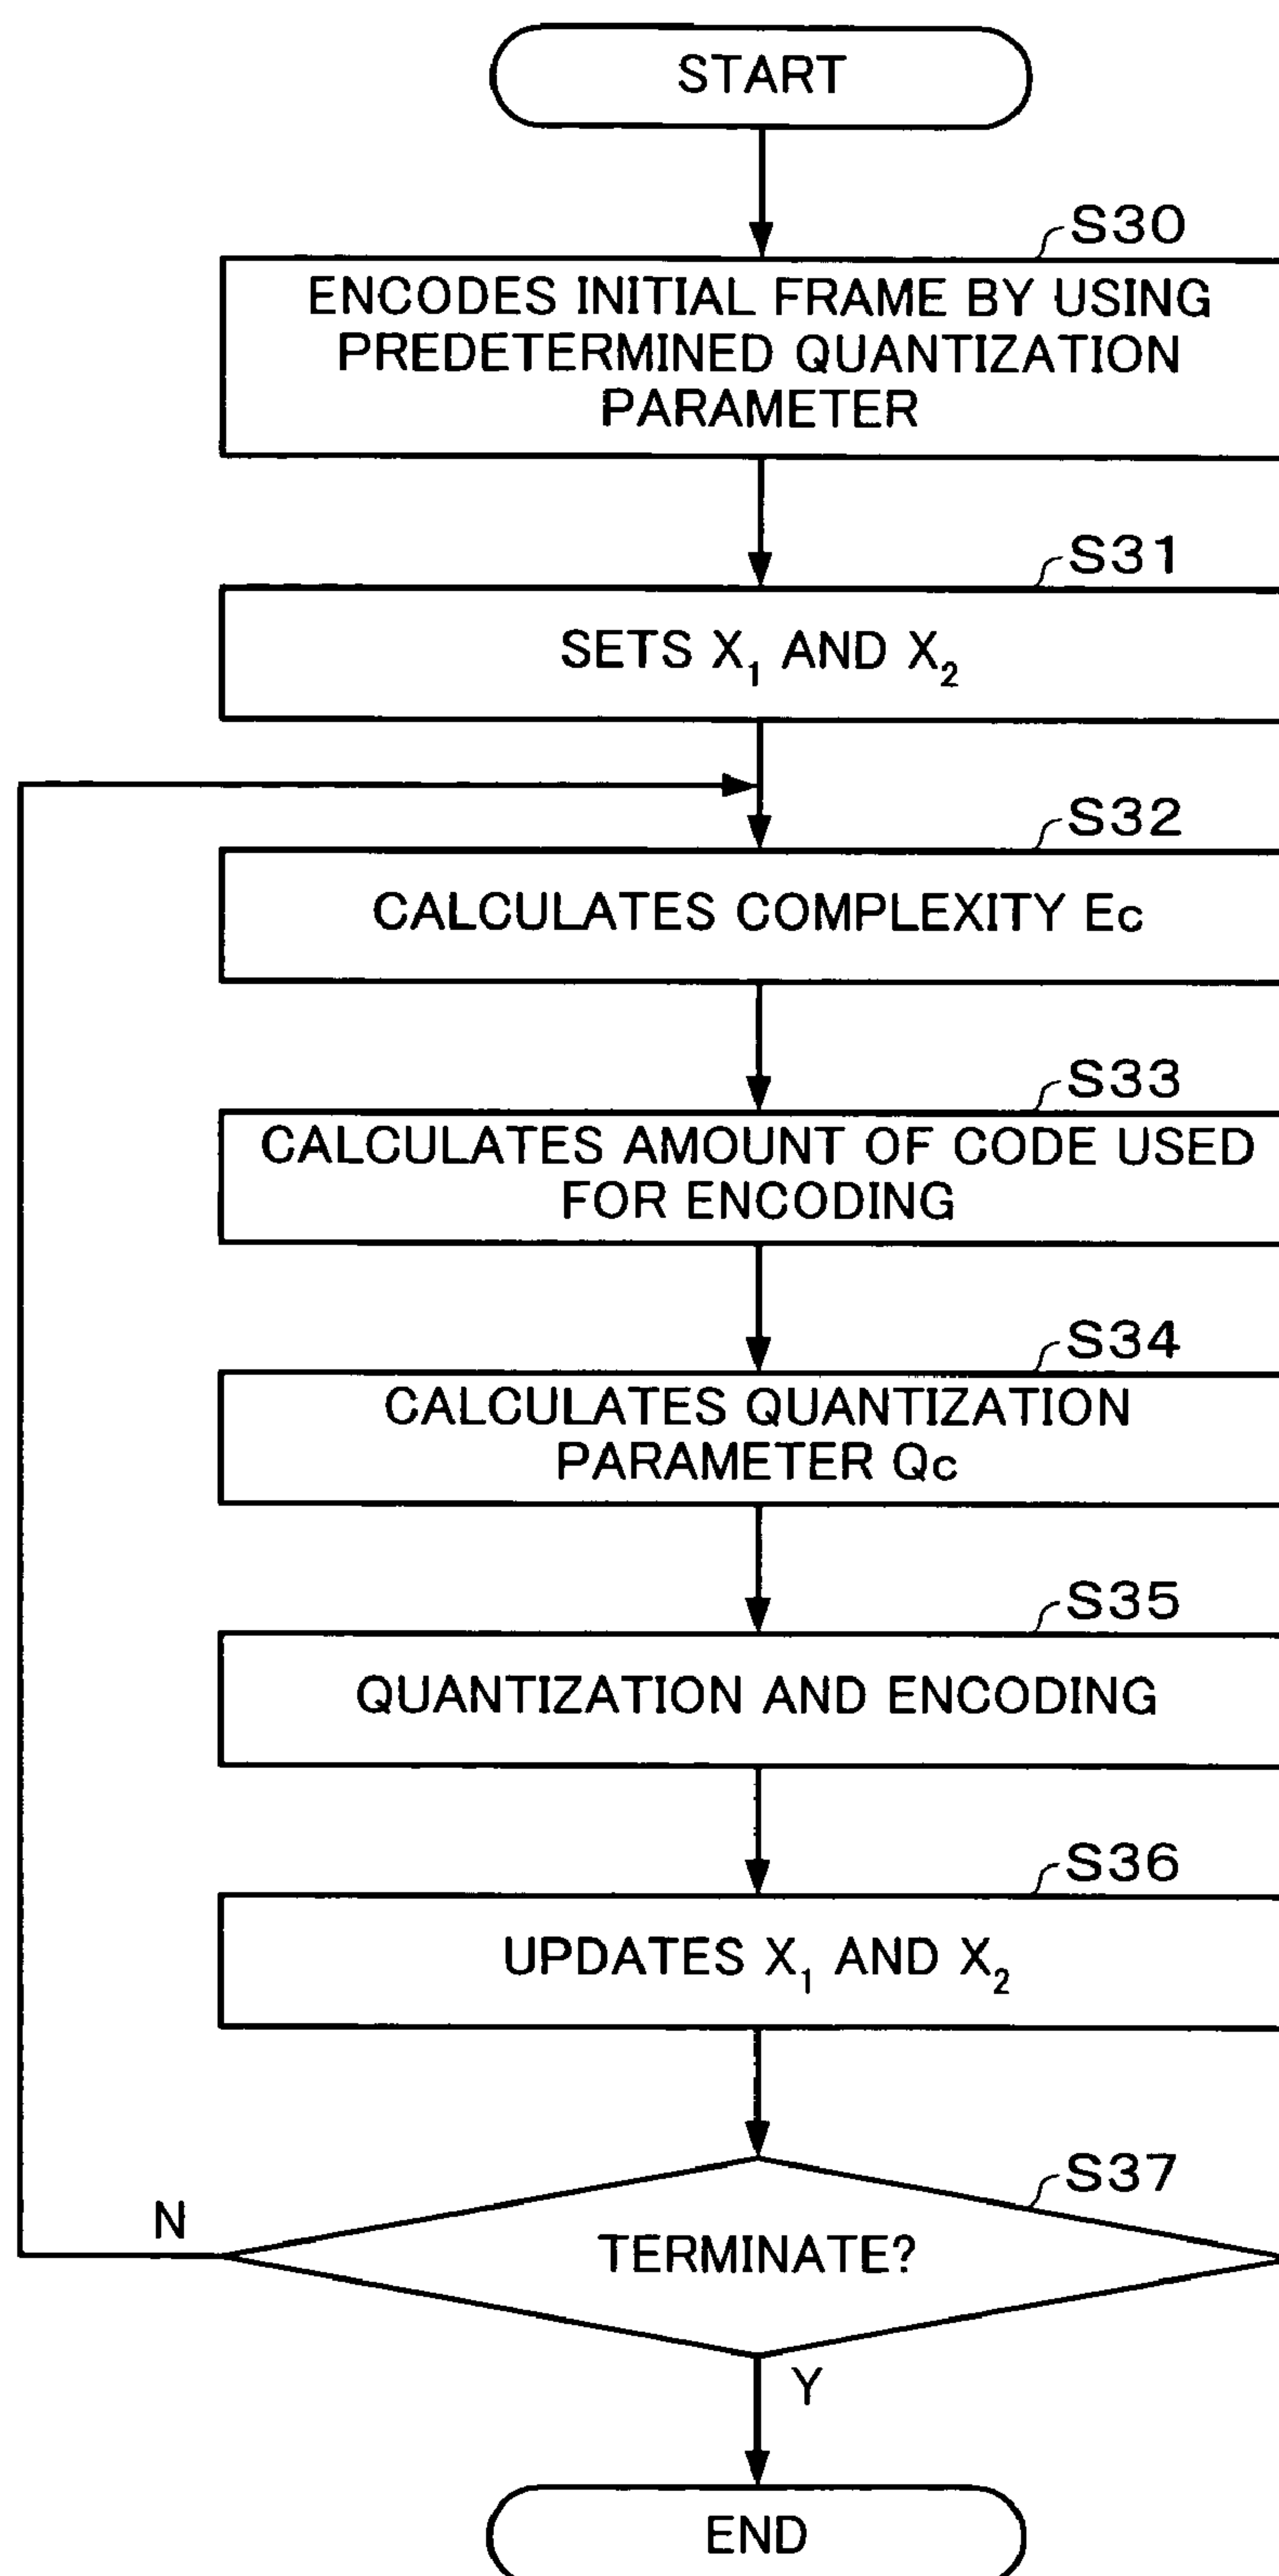 START
S30
ENCODES INITIAL FRAME BY USING
PREDETERMINED QUANTIZATION
PARAMETER
S31
SETS X₁ AND X₂
S32
CALCULATES COMPLEXITY Ec
S33
CALCULATES AMOUNT OF CODE USED
FOR ENCODING
S34
CALCULATES QUANTIZATION
PARAMETER Qc
S35
QUANTIZATION AND ENCODING
S36
UPDATES X₁ AND X₂
S37
N
TERMINATE?
Y
END